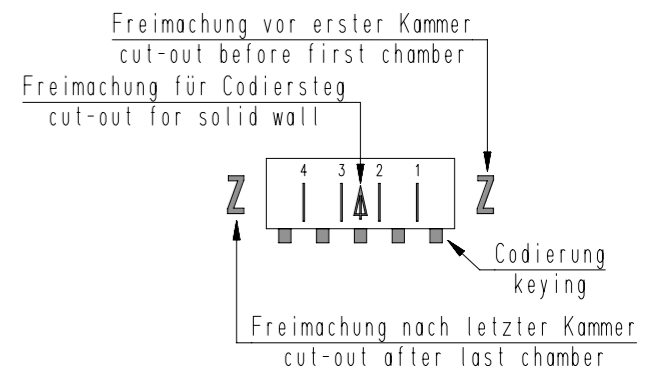 Freimachung vor erster Kammer
cut-out before first chamber
Freimachung für Codiersteg
cut-out for solid wall
4 3 2 1
Z Z
Codierung
keying
Freimachung nach letzter Kammer
cut-out after last chamber